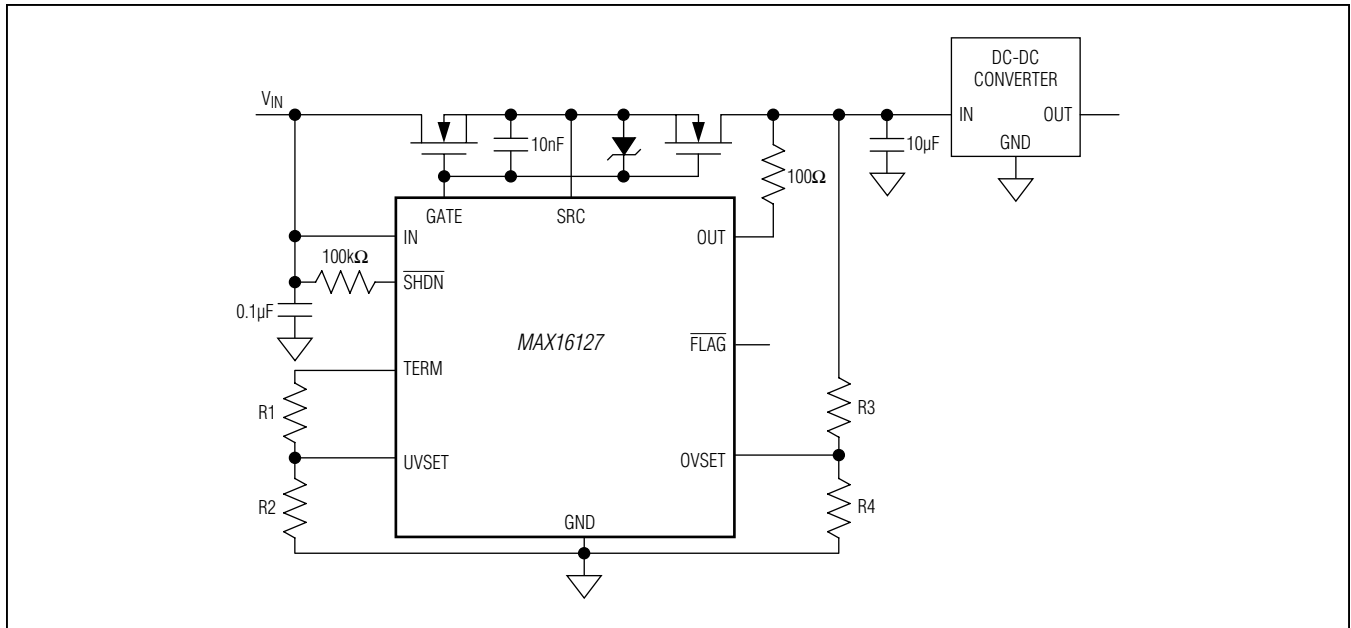 DC-DC
CONVERTER
IN
OUT
GND
VIN
10nF
10µF
100Ω
GATE
SRC
IN
OUT
100kΩ
SHDN
0.1µF
MAX16127
FLAG
TERM
R1
R3
UVSET
OVSET
R2
R4
GND